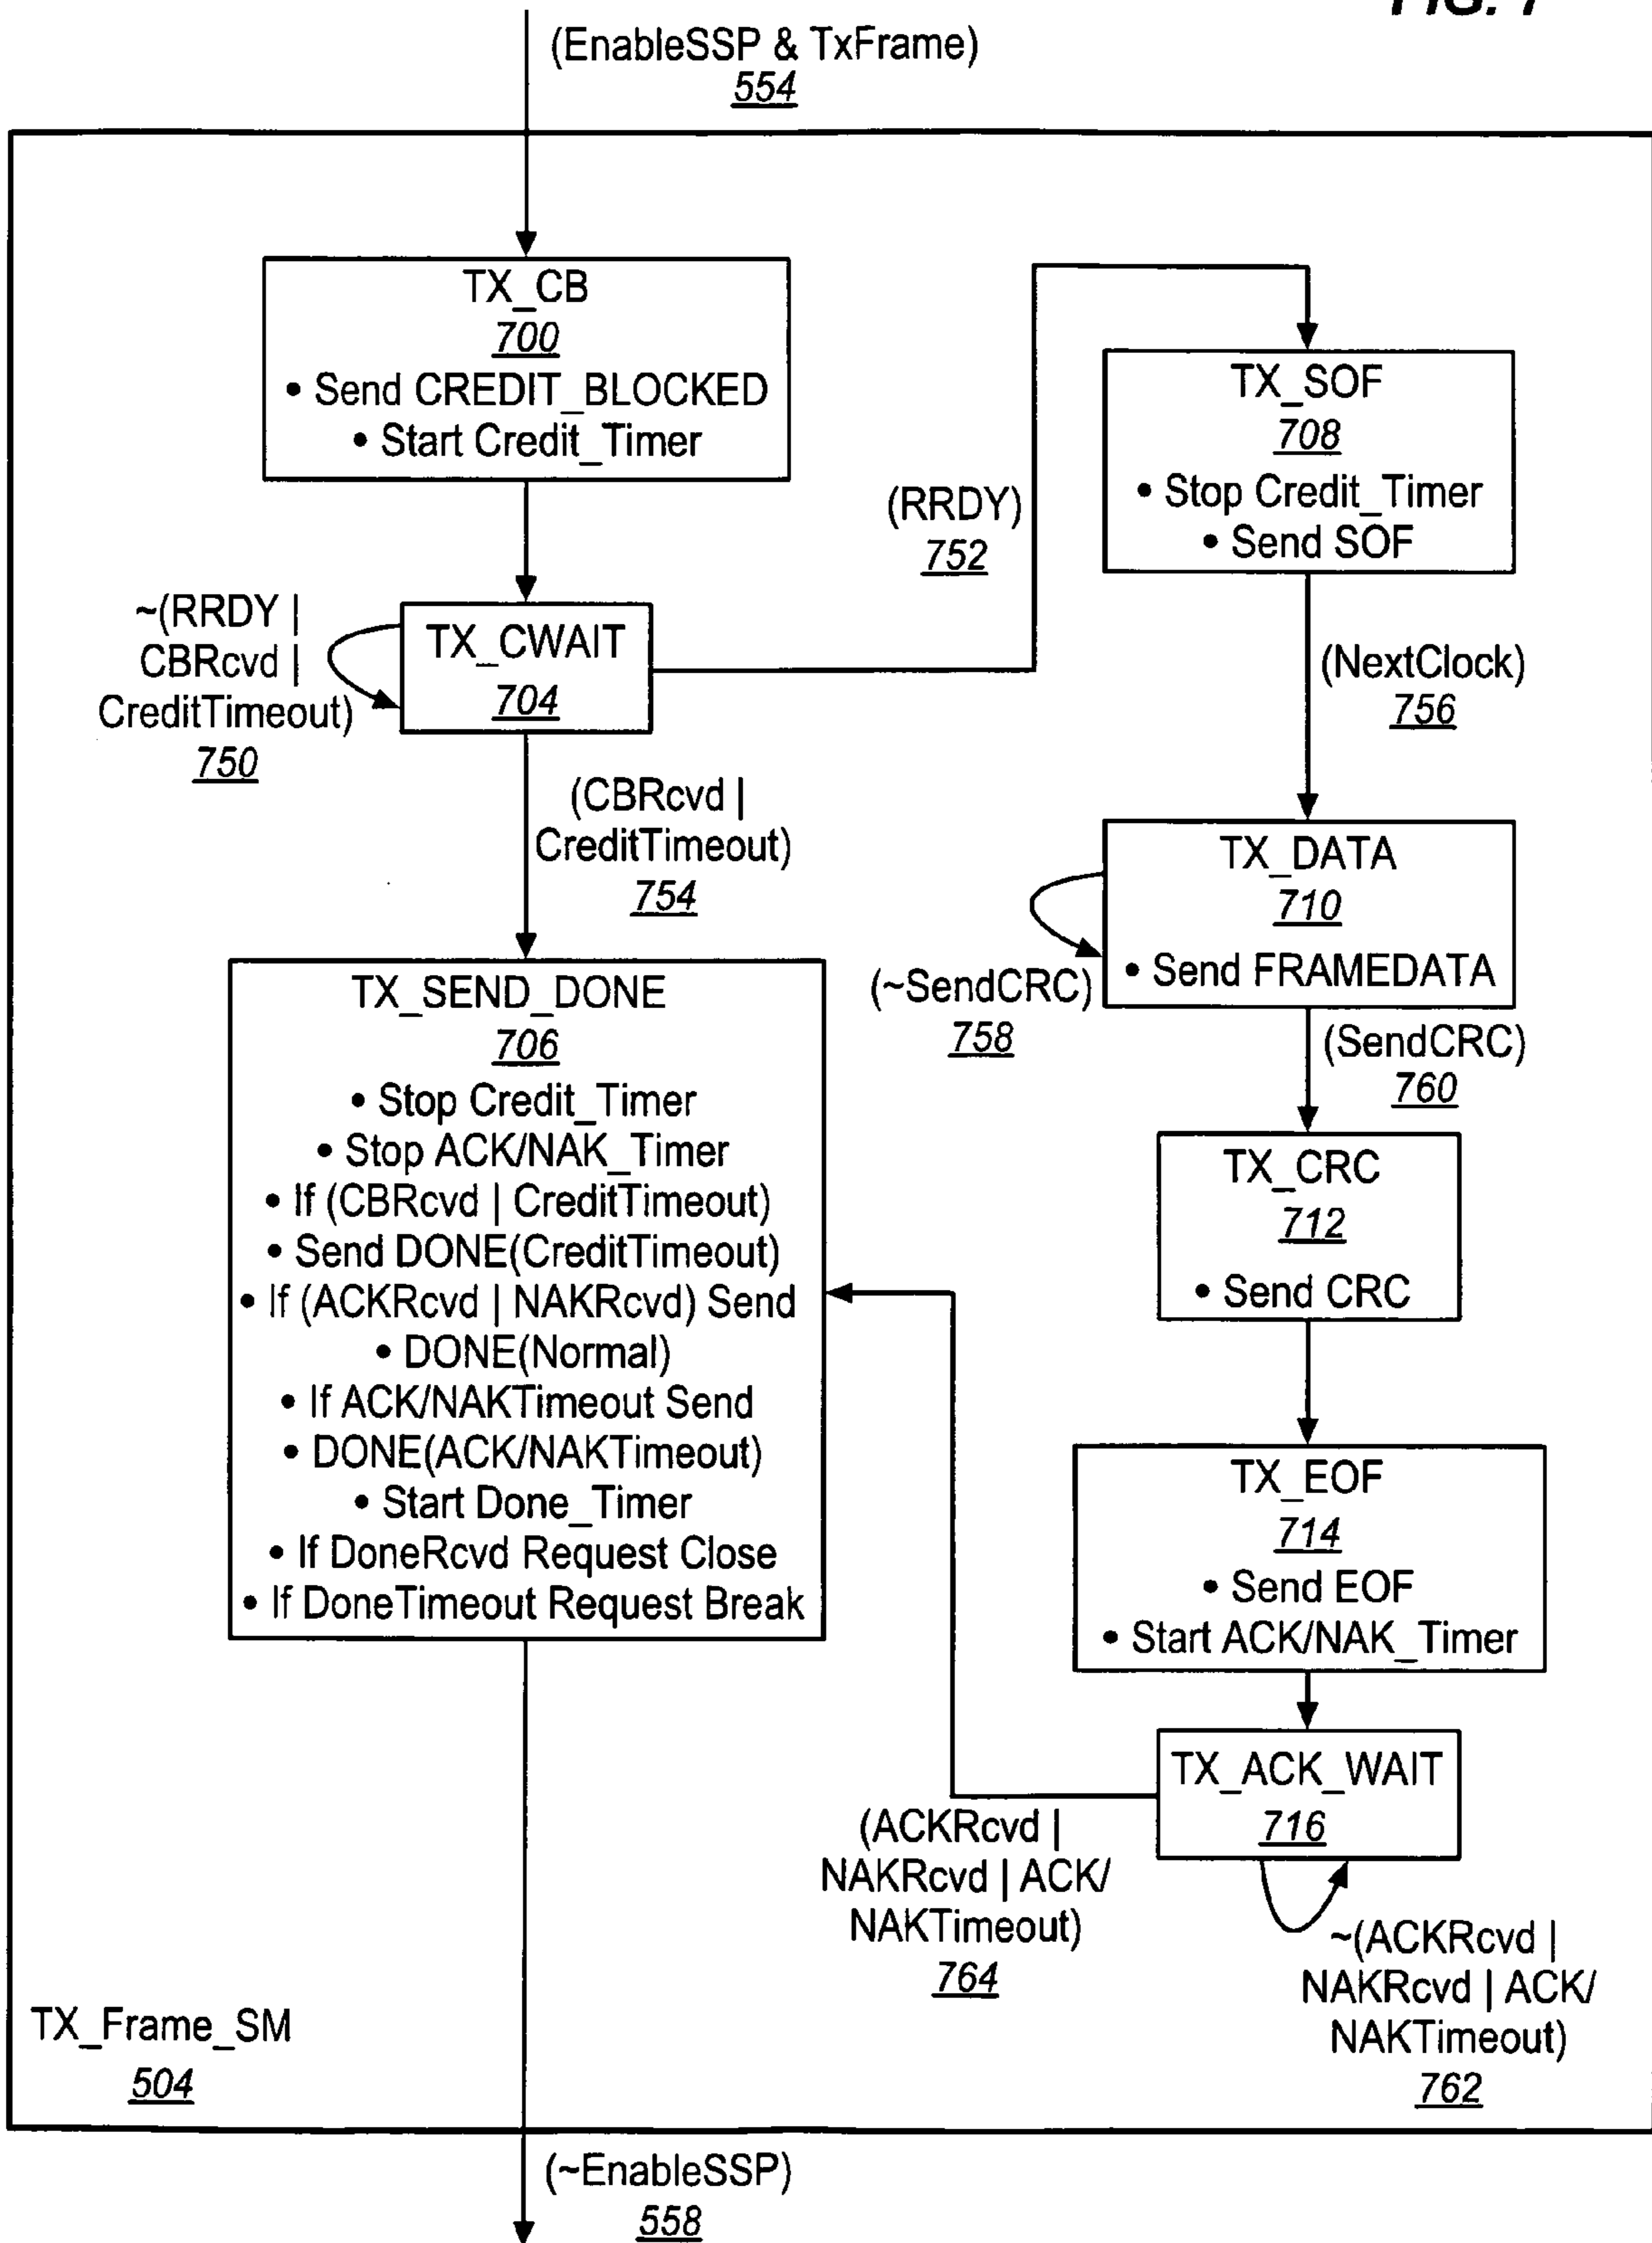 FIG. 7
(EnableSSP & TxFrame)
554
TX_CB
700
• Send CREDIT_BLOCKED
• Start Credit_Timer
~(RRDY |
CBRcvd |
CreditTimeout)
750
TX_CWAIT
704
(RRDY)
752
(CBRcvd |
CreditTimeout)
754
TX_SEND_DONE
706
• Stop Credit_Timer
• Stop ACK/NAK_Timer
• If (CBRcvd | CreditTimeout)
• Send DONE(CreditTimeout)
• If (ACKRcvd | NAKRcvd) Send
• DONE(Normal)
• If ACK/NAKTimeout Send
• DONE(ACK/NAKTimeout)
• Start Done_Timer
• If DoneRcvd Request Close
• If DoneTimeout Request Break
TX_SOF
708
• Stop Credit_Timer
• Send SOF
(NextClock)
756
TX_DATA
710
• Send FRAMEDATA
(~SendCRC)
758
(SendCRC)
760
TX_CRC
712
• Send CRC
TX_EOF
714
• Send EOF
• Start ACK/NAK_Timer
TX_ACK_WAIT
716
(ACKRcvd |
NAKRcvd | ACK/
NAKTimeout)
764
~(ACKRcvd |
NAKRcvd | ACK/
NAKTimeout)
762
TX_Frame_SM
504
(~EnableSSP)
558